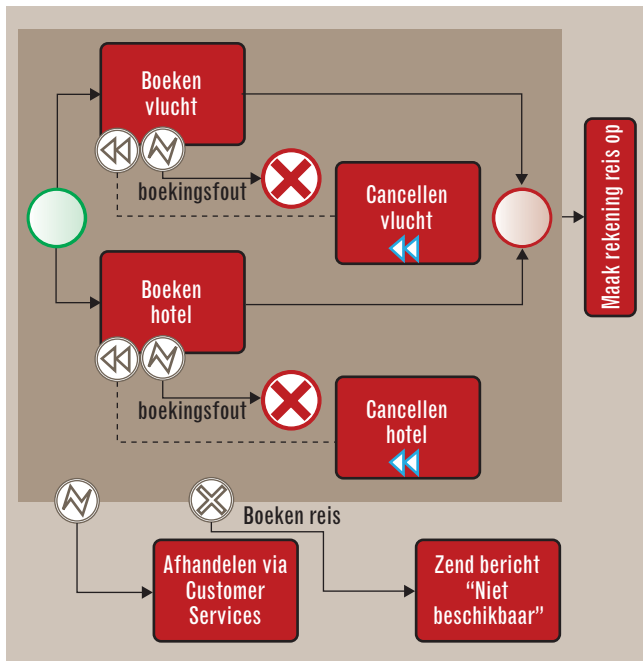 Boeken
vlucht
boekingsfout
Cancellen
vlucht
Maak rekening reis op
Boeken
hotel
boekingsfout
Cancellen
hotel
Boeken reis
Afhandelen via
Customer
Services
Zend bericht
“Niet
beschikbaar”